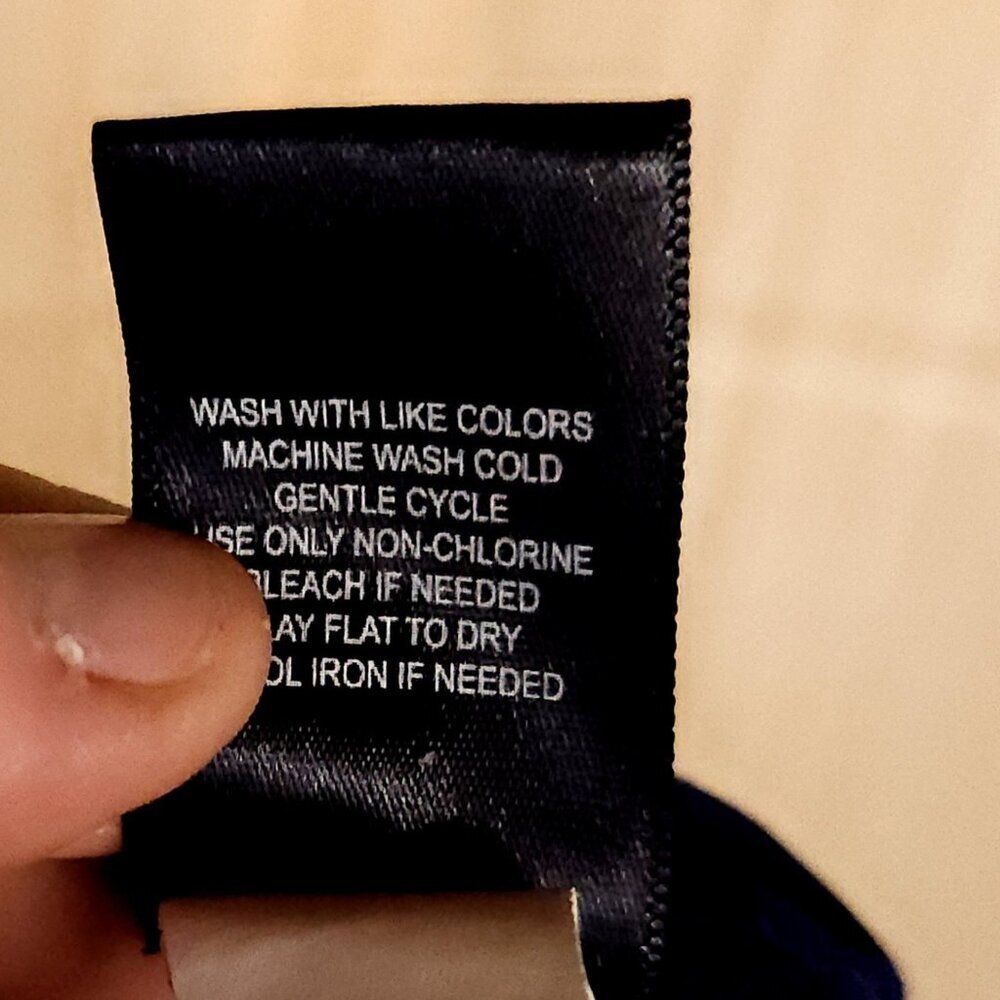 WASH WITH LIKE COLORS
MACHINE WASH COLD
GENTLE CYCLE
USE ONLY NON-CHLORINE
BLEACH IF NEEDED
LAY FLAT TO DRY
IRON IF NEEDED